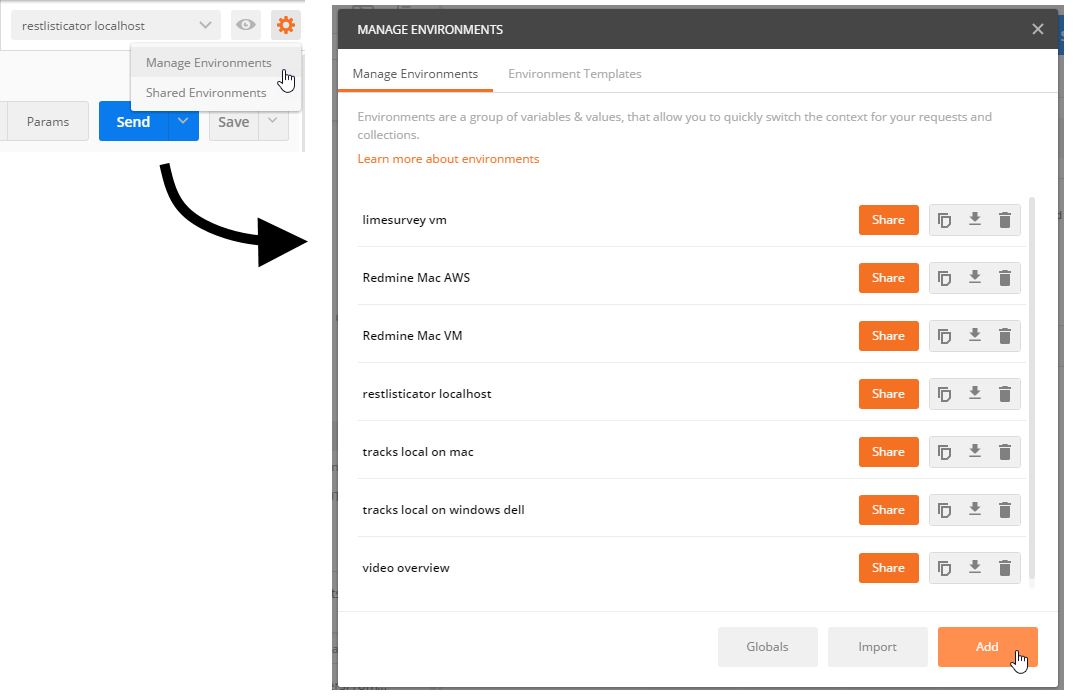 restlisticator localhost
Manage Environments
Shared Environments
Params
Send
Save
MANAGE ENVIRONMENTS
Manage Environments
Environment Templates
Environments are a group of variables & values, that allow you to quickly switch the context for your requests and
collections.
Learn more about environments
limesurvey vm
Share
Redmine Mac AWS
Share
Redmine Mac VM
Share
restlisticator localhost
Share
tracks local on mac
Share
tracks local on windows dell
Share
video overview
Share
Globals
Import
Add